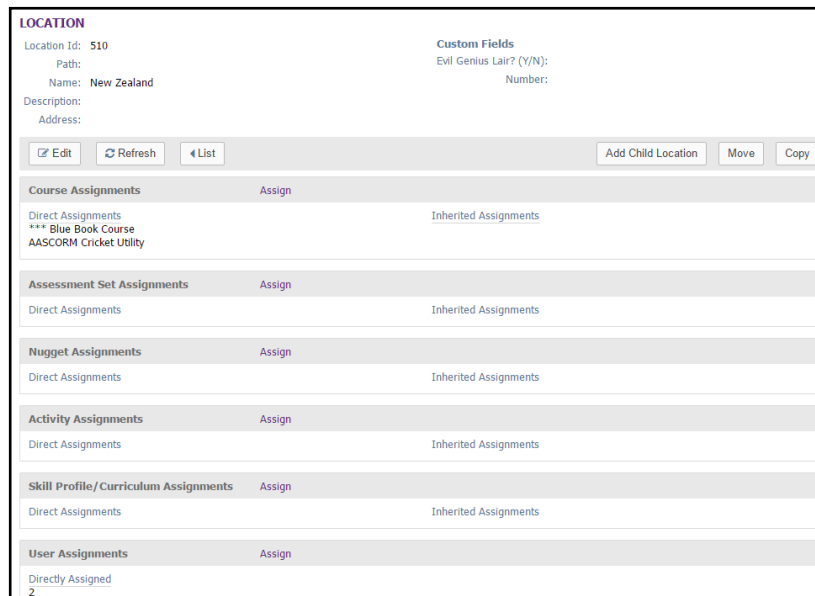 LOCATION
Location Id: 510
Path:
Name: New Zealand
Description:
Address:
Custom Fields
Evil Genius Lair? (Y/N):
Number:
Edit Refresh List Add Child Location Move Copy
Course Assignments Assign
Direct Assignments Inherited Assignments
*** Blue Book Course
AASCORM Cricket Utility
Assessment Set Assignments Assign
Direct Assignments Inherited Assignments
Nugget Assignments Assign
Direct Assignments Inherited Assignments
Activity Assignments Assign
Direct Assignments Inherited Assignments
Skill Profile/Curriculum Assignments Assign
Direct Assignments Inherited Assignments
User Assignments Assign
Directly Assigned
2